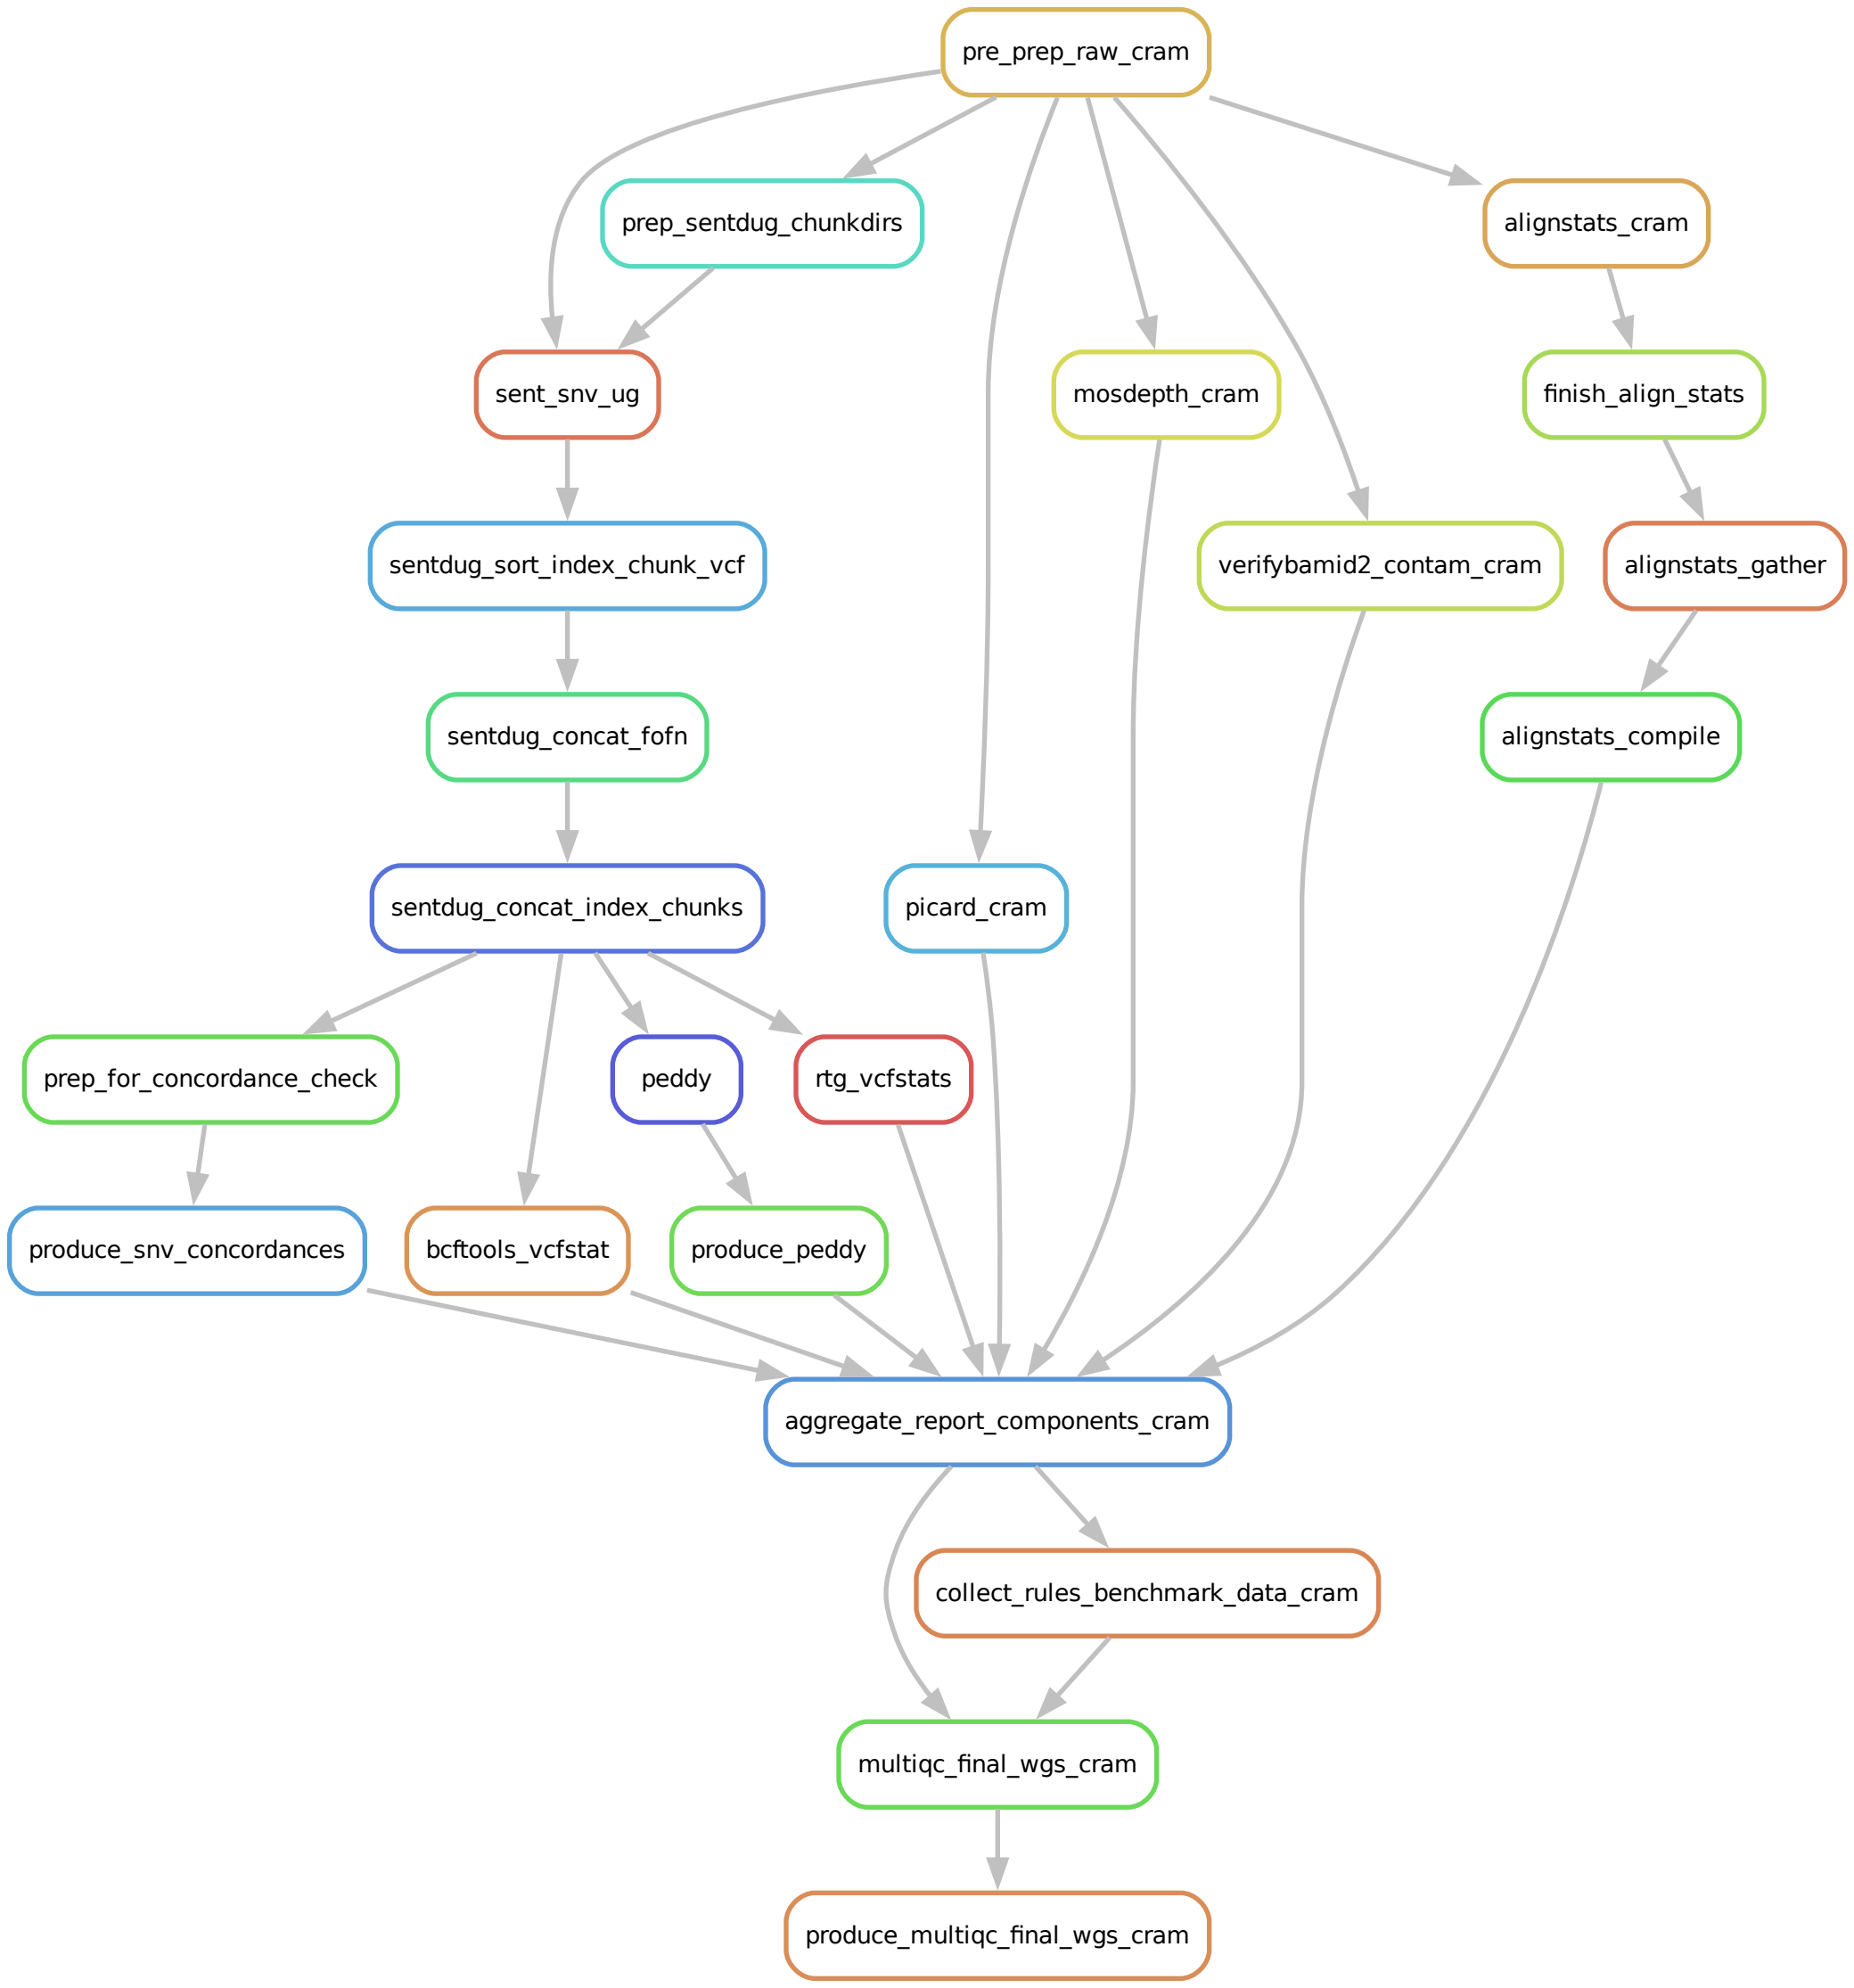 pre_prep_raw_cram
prep_sentdug_chunkdirs
alignstats_cram
sent_snv_ug
mosdepth_cram
finish_align_stats
sentdug_sort_index_chunk_vcf
verifybamid2_contam_cram
alignstats_gather
sentdug_concat_fofn
alignstats_compile
sentdug_concat_index_chunks
picard_cram
prep_for_concordance_check
peddy
rtg_vcfstats
produce_snv_concordances
bcftools_vcfstat
produce_peddy
aggregate_report_components_cram
collect_rules_benchmark_data_cram
multiqc_final_wgs_cram
produce_multiqc_final_wgs_cram